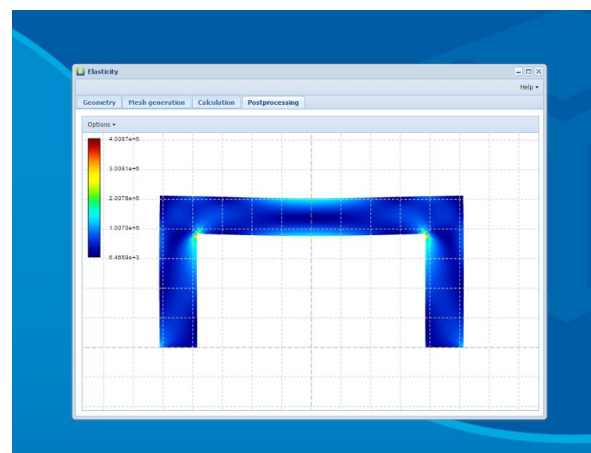 Elasticity
Help
Geometry Mesh generation Calculation Postprocessing
Options
4.0087e+6
3.0081e+6
2.0076e+6
1.0070e+6
6.4659e+3